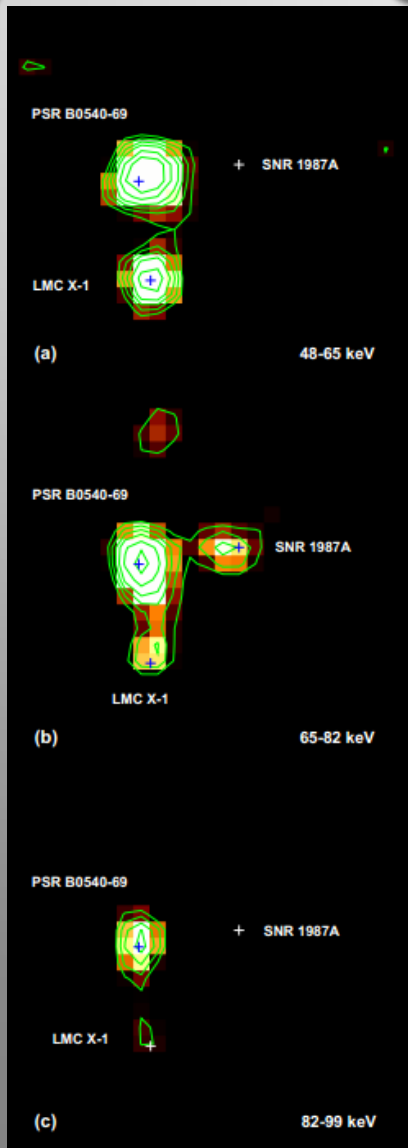 PSR B0540-69
SNR 1987A
LMC X-1
(a) 48-65 keV
PSR B0540-69
SNR 1987A
LMC X-1
(b) 65-82 keV
PSR B0540-69
SNR 1987A
LMC X-1
(c) 82-99 keV